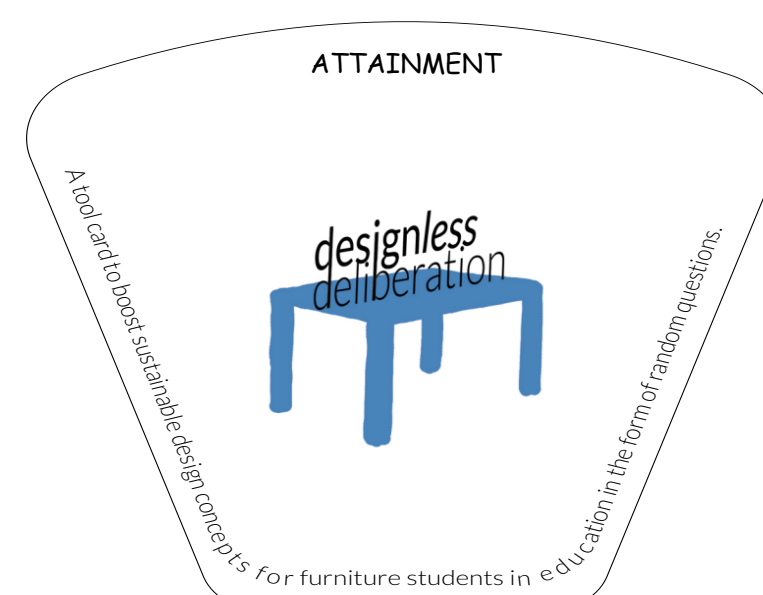 ATTAINMENT
designless
deliberation
A tool card to boost sustainable design concepts for furniture students in education in the form of random questions.